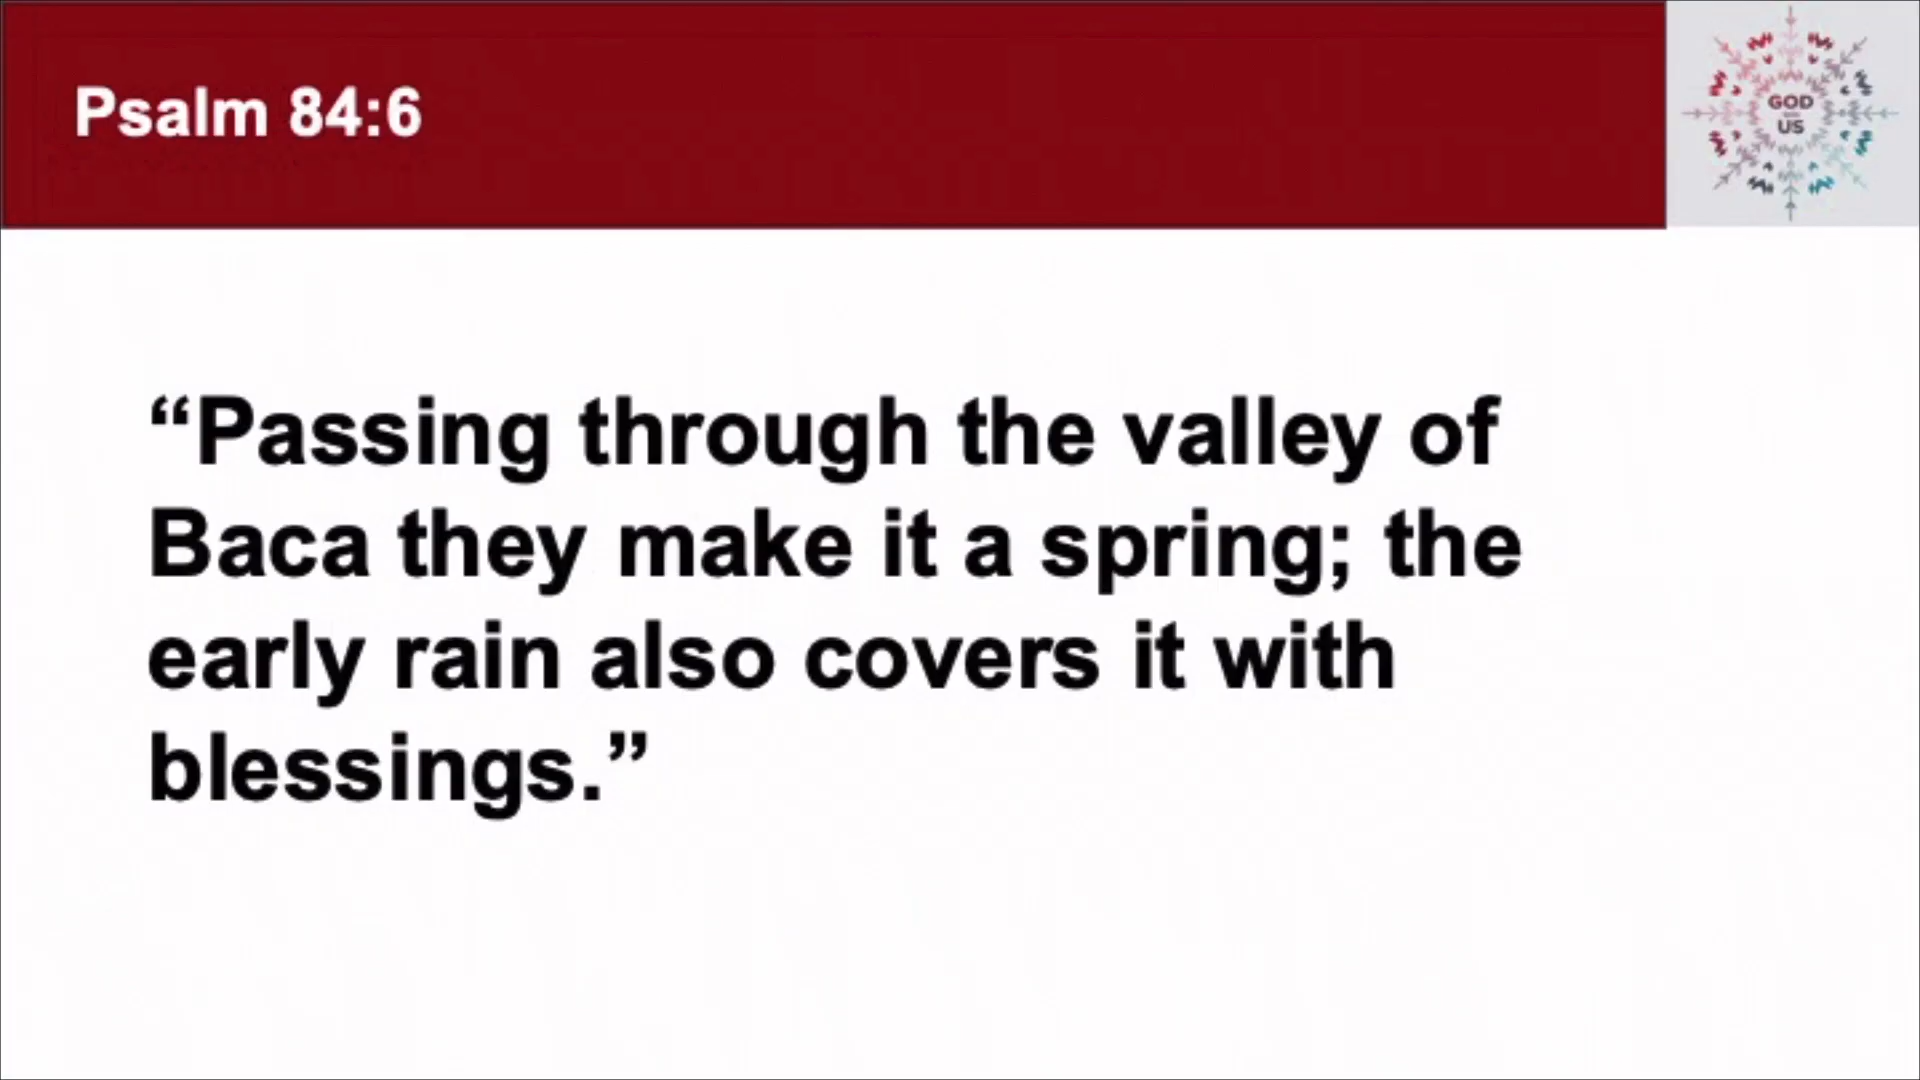 Psalm 84:6
GOD
US
“Passing through the valley of
Baca they make it a spring; the
early rain also covers it with
blessings.”